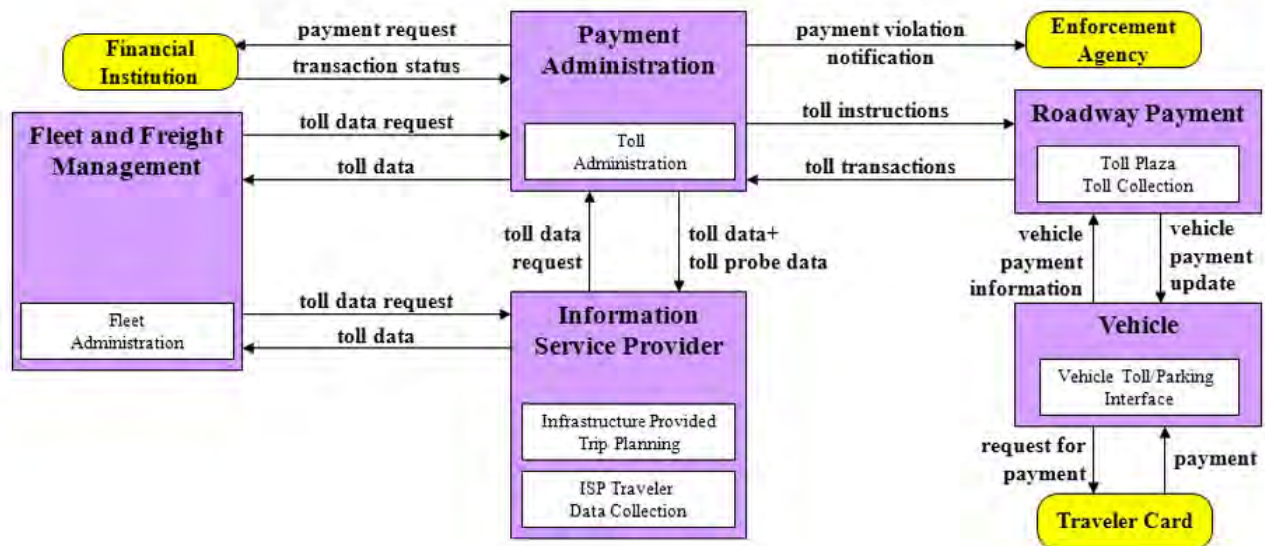 payment request
Payment
Administration
payment violation
notification
Enforcement
Agency
Financial
Institution
transaction status
Fleet and Freight
Management
toll data request
toll data
Toll
Administration
toll instructions
toll transactions
Roadway Payment
Toll Plaza
Toll Collection
toll data
request
toll data+
toll probe data
vehicle
payment
information
vehicle
payment
update
Fleet
Administration
toll data request
toll data
Information
Service Provider
Infrastructure Provided
Trip Planning
ISP Traveler
Data Collection
Vehicle
Vehicle Toll/Parking
Interface
request for
payment
payment
Traveler Card